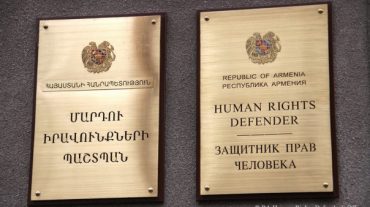 ՀԱՅԱՍՏԱՆԻ ՀԱՆՐԱՊԵՏՈՒԹՅՈՒՆ
ՄԱՐԴՈՒ
ԻՐԱՎՈՒՆՔՆԵՐԻ
ՊԱՇՏՊԱՆ
REPUBLIC OF ARMENIA
РЕСПУБЛИКА АРМЕНИЯ
HUMAN RIGHTS
DEFENDER
ЗАЩИТНИК ПРАВ
ЧЕЛОВЕКА